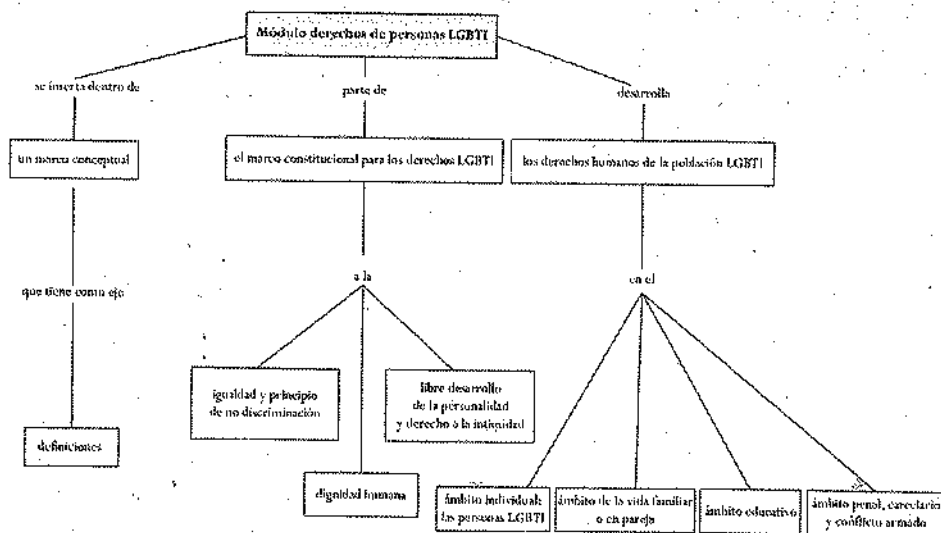 Módulo derechos de personas LGBTI
se inserta dentro de
parte de
desarrolla
un marco conceptual
el marco constitucional para los derechos LGBTI
los derechos humanos de la población LGBTI
que tiene como eje
a la
en el
definiciones
igualdad y principio
de no discriminación
libre desarrollo
de la personalidad
y derecho a la intimidad
dignidad humana
ámbito individual:
las personas LGBTI
ámbito de la vida familiar
o en pareja
ámbito educativo
ámbito penal, carcelario
y conflicto armado